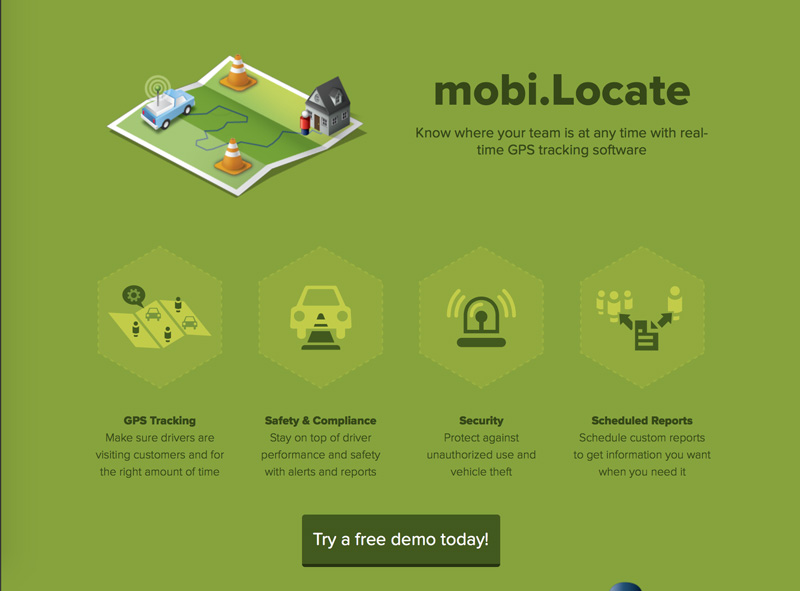 mobi.Locate
Know where your team is at any time with real-
time GPS tracking software
GPS Tracking
Make sure drivers are
visiting customers and for
the right amount of time
Safety & Compliance
Stay on top of driver
performance and safety
with alerts and reports
Security
Protect against
unauthorized use and
vehicle theft
Scheduled Reports
Schedule custom reports
to get information you want
when you need it
Try a free demo today!